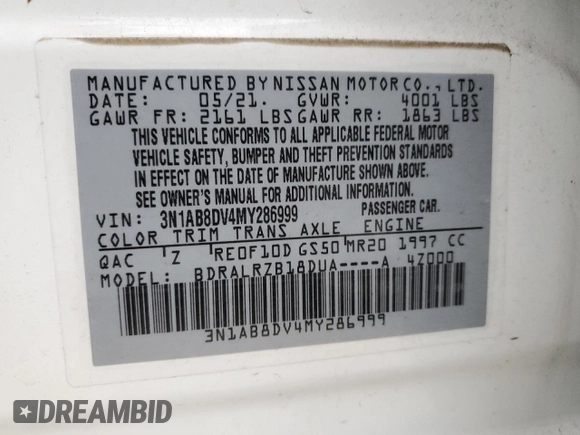 MANUFACTURED BY NISSAN MOTOR CO., LTD.
DATE: 05/21. GVWR: 4001 LBS
GAWR FR: 2161 LBS GAWR RR: 1863 LBS
THIS VEHICLE CONFORMS TO ALL APPLICABLE FEDERAL MOTOR
VEHICLE SAFETY, BUMPER AND THEFT PREVENTION STANDARDS
IN EFFECT ON THE DATE OF MANUFACTURE SHOWN ABOVE.
SEE OWNER'S MANUAL FOR ADDITIONAL INFORMATION.
VIN: 3N1AB8DV4MY286999 PASSENGER CAR.
COLOR TRIM TRANS AXLE ENGINE
QAC Z RE0F10D GS50 MR20 1997 CC
MODEL: BDRALRZB18DUA----A 4Z000
3N1AB8DV4MY286999
DREAMBID